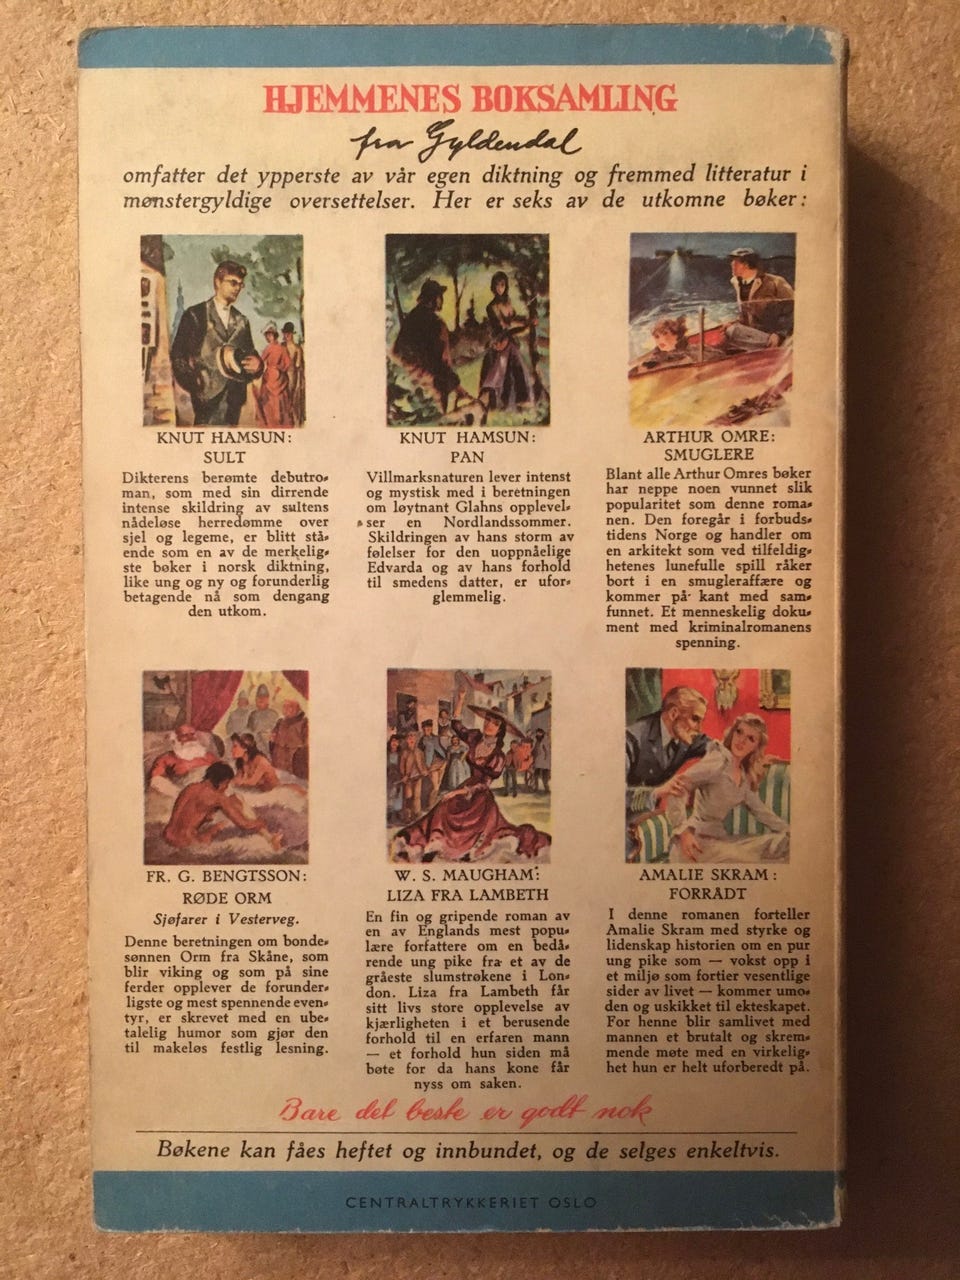 HJEMMENES BOKSAMLING
fra Gyldendal
omfatter det ypperste av vår egen diktning og fremmed litteratur i
mønstergyldige oversettelser. Her er seks av de utkomne bøker:
KNUT HAMSUN:
SULT
Dikterens berømte debutro-
man, som med sin dirrende
intense skildring av sultens
nådeløse herredømme over
sjel og legeme, er blitt stå-
ende som en av de merkelig-
ste bøker i norsk diktning,
like ung og ny og forunderlig
betagende nå som dengang
den utkom.
KNUT HAMSUN:
PAN
Villmarksnaturen lever intenst
og mystisk med i beretningen
om løytnant Glahns opplevel-
ser en Nordlandssommer.
Skildringen av hans storm av
følelser for den uoppnåelige
Edvarda og av hans forhold
til smedens datter, er ufor-
glemmelig.
ARTHUR OMRE:
SMUGLERE
Blant alle Arthur Omres bøker
har neppe noen vunnet slik
popularitet som denne roma-
nen. Den foregår i forbuds-
tidens Norge og handler om
en arkitekt som ved tilfeldig-
hetenes lunefulle spill råker
bort i en smugleraffære og
kommer på kant med sam-
funnet. Et menneskelig doku-
ment med kriminalromanens
spenning.
FR. G. BENGTSSON:
RØDE ORM
Sjøfarer i Vesterveg.
Denne beretningen om bonde-
sønnen Orm fra Skåne, som
blir viking og som på sine
ferder opplever de forunder-
ligste og mest spennende even-
tyr, er skrevet med en ube-
talelig humor som gjør den
til makeløs festlig lesning.
W. S. MAUGHAM:
LIZA FRA LAMBETH
En fin og gripende roman av
en av Englands mest popu-
lære forfattere om en bedå-
rende ung pike fra et av de
gråeste slumstrøkene i Lon-
don. Liza fra Lambeth får
sitt livs store opplevelse av
kjærligheten i et berusende
forhold til en erfaren mann
— et forhold hun siden må
bøte for da hans kone får
nyss om saken.
AMALIE SKRAM:
FORRÅDT
I denne romanen forteller
Amalie Skram med styrke og
lidenskap historien om en pur
ung pike som — vokst opp i
et miljø som fortier vesentlige
sider av livet — kommer umo-
den og uskikket til ekteskapet.
For henne blir samlivet med
mannen et brutalt og skrem-
mende møte med en virkelig-
het hun er helt uforberedt på.
Bare det beste er godt nok
Bøkene kan fåes heftet og innbundet, og de selges enkeltvis.
CENTRALTRYKKERIET OSLO